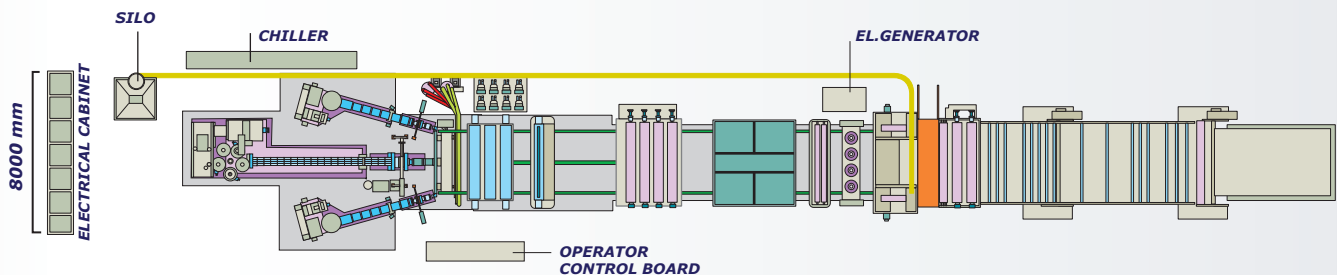 SILO
CHILLER
EL.GENERATOR
8000 mm
ELECTRICAL CABINET
OPERATOR
CONTROL BOARD